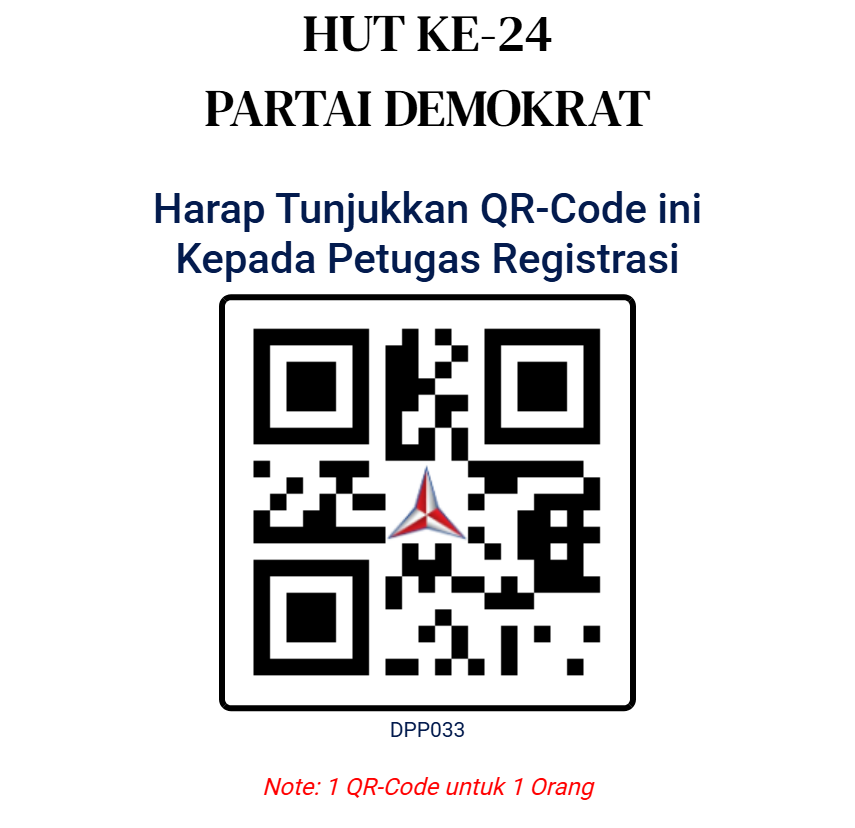 HUT KE-24
PARTAI DEMOKRAT
Harap Tunjukkan QR-Code ini
Kepada Petugas Registrasi
DPP033
Note: 1 QR-Code untuk 1 Orang